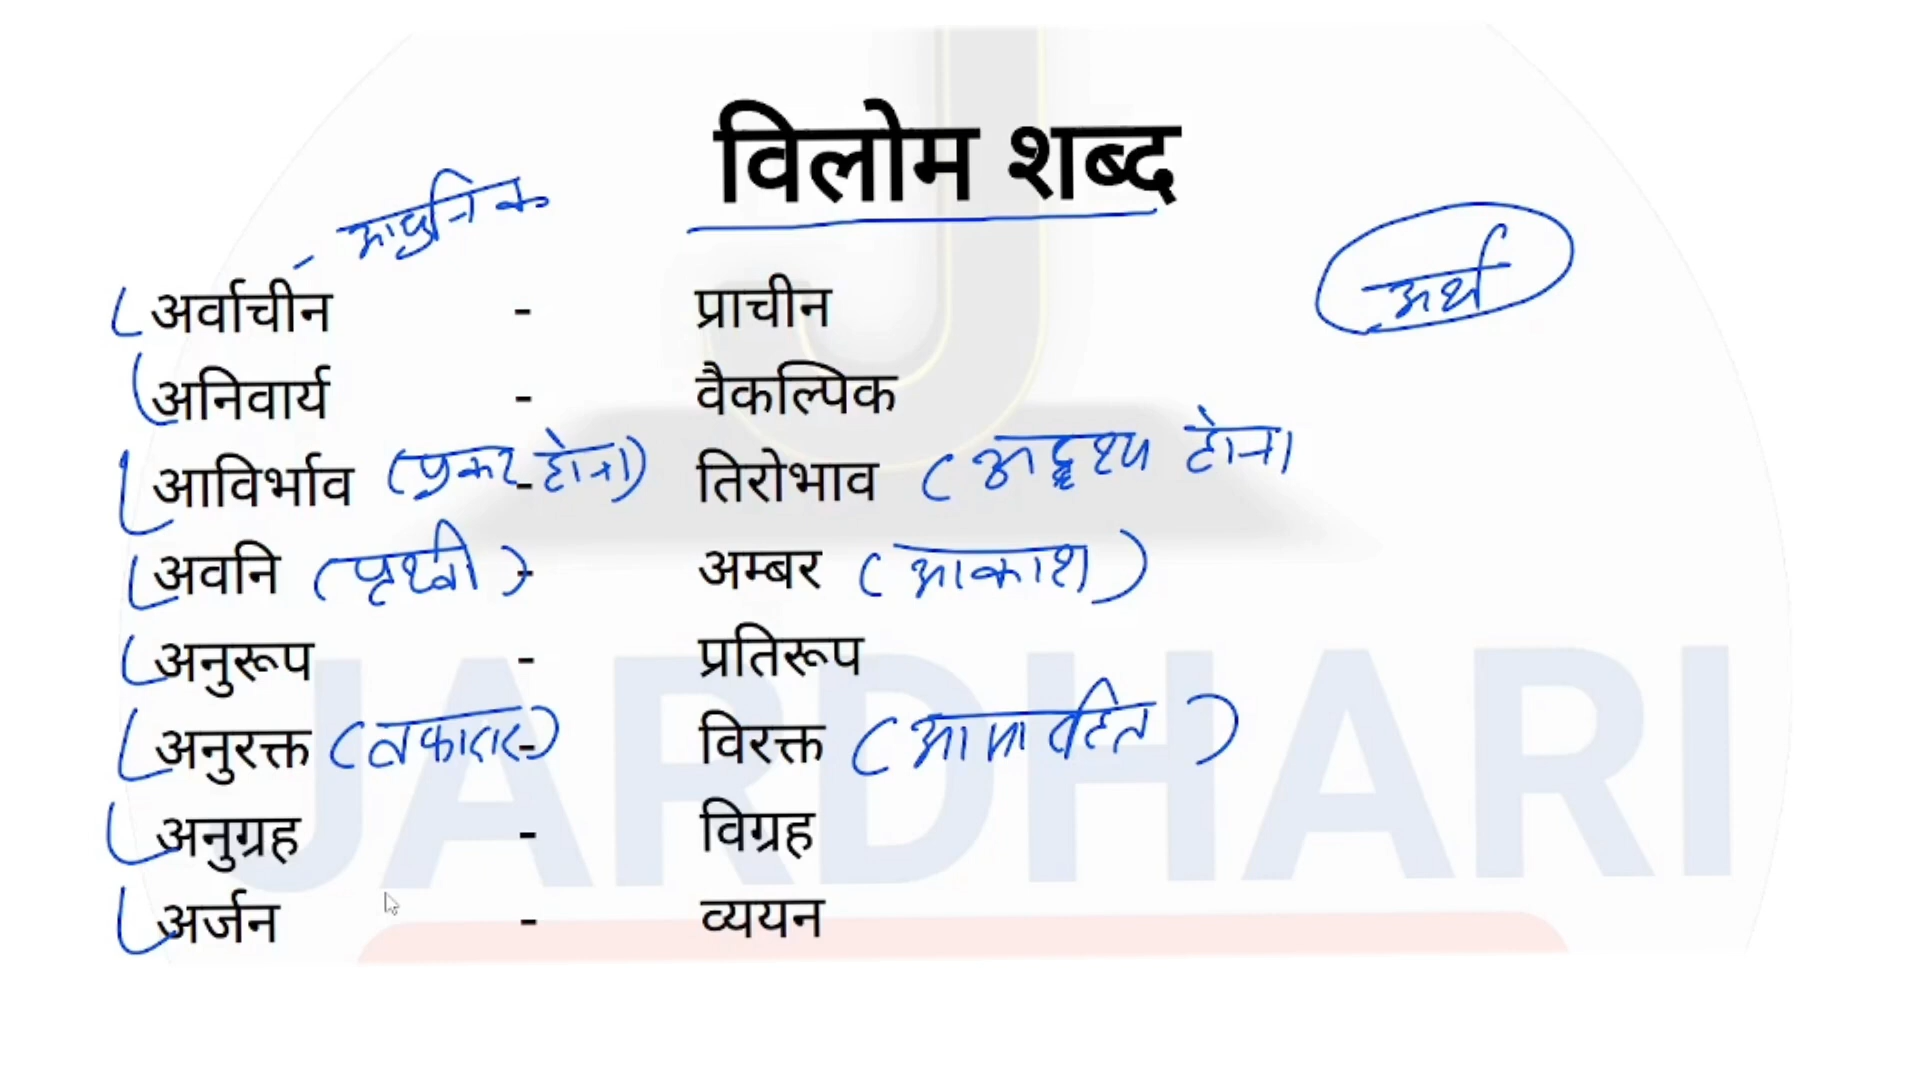 विलोम शब्द
- आधुनिक
अर्थ
अर्वाचीन - प्राचीन
अनिवार्य - वैकल्पिक
आविर्भाव (प्रकट होना) - तिरोभाव (अदृश्य होना
अवनि (पृथ्वी) - अम्बर (आकाश)
अनुरूप - प्रतिरूप
अनुरक्त - विरक्त
अनुग्रह - विग्रह
अर्जन - व्ययन
JARDHARI